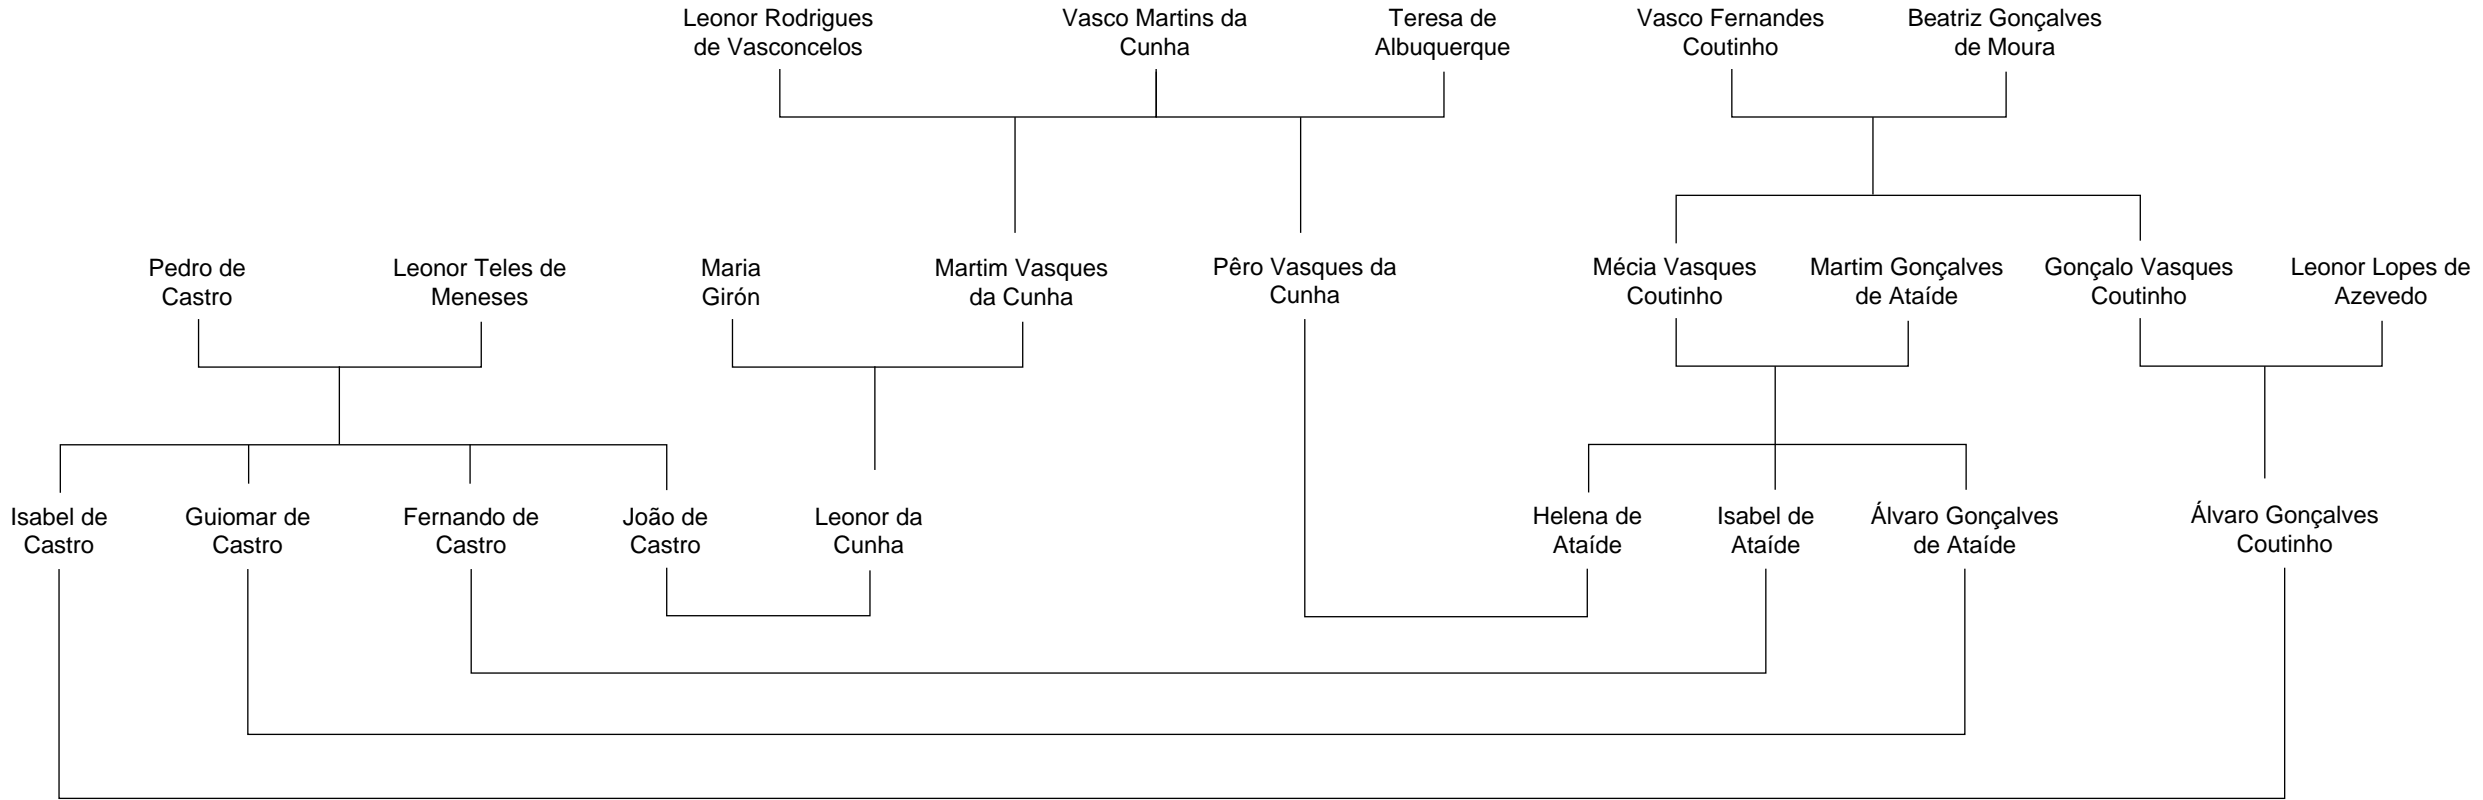 Leonor Rodrigues
de Vasconcelos
Vasco Martins da
Cunha
Teresa de
Albuquerque
Vasco Fernandes
Coutinho
Beatriz Gonçalves
de Moura
Pedro de
Castro
Leonor Teles de
Meneses
Maria
Girón
Martim Vasques
da Cunha
Pêro Vasques da
Cunha
Mécia Vasques
Coutinho
Martim Gonçalves
de Ataíde
Gonçalo Vasques
Coutinho
Leonor Lopes de
Azevedo
Isabel de
Castro
Guiomar de
Castro
Fernando de
Castro
João de
Castro
Leonor da
Cunha
Helena de
Ataíde
Isabel de
Ataíde
Álvaro Gonçalves
de Ataíde
Álvaro Gonçalves
Coutinho